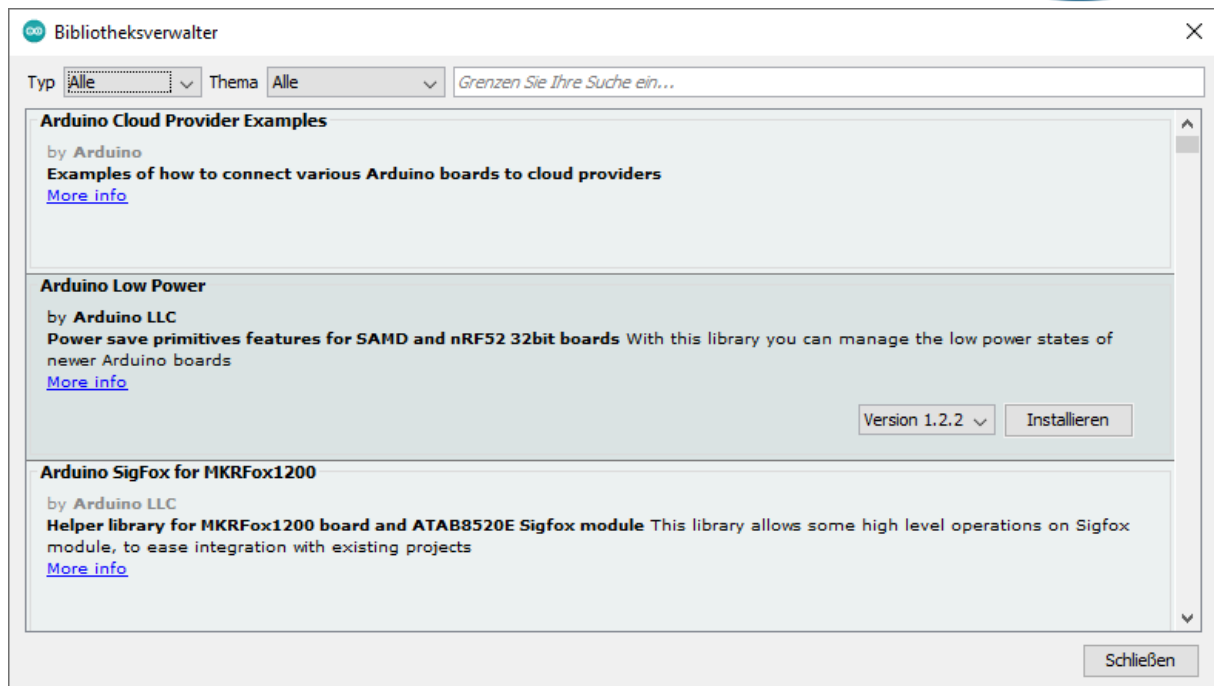 Bibliotheksverwalter
Typ Alle Thema Alle Grenzen Sie Ihre Suche ein...
Arduino Cloud Provider Examples
by Arduino
Examples of how to connect various Arduino boards to cloud providers
More info
Arduino Low Power
by Arduino LLC
Power save primitives features for SAMD and nRF52 32bit boards With this library you can manage the low power states of
newer Arduino boards
More info
Version 1.2.2 Installieren
Arduino SigFox for MKRFox1200
by Arduino LLC
Helper library for MKRFox1200 board and ATAB8520E Sigfox module This library allows some high level operations on Sigfox
module, to ease integration with existing projects
More info
Schließen